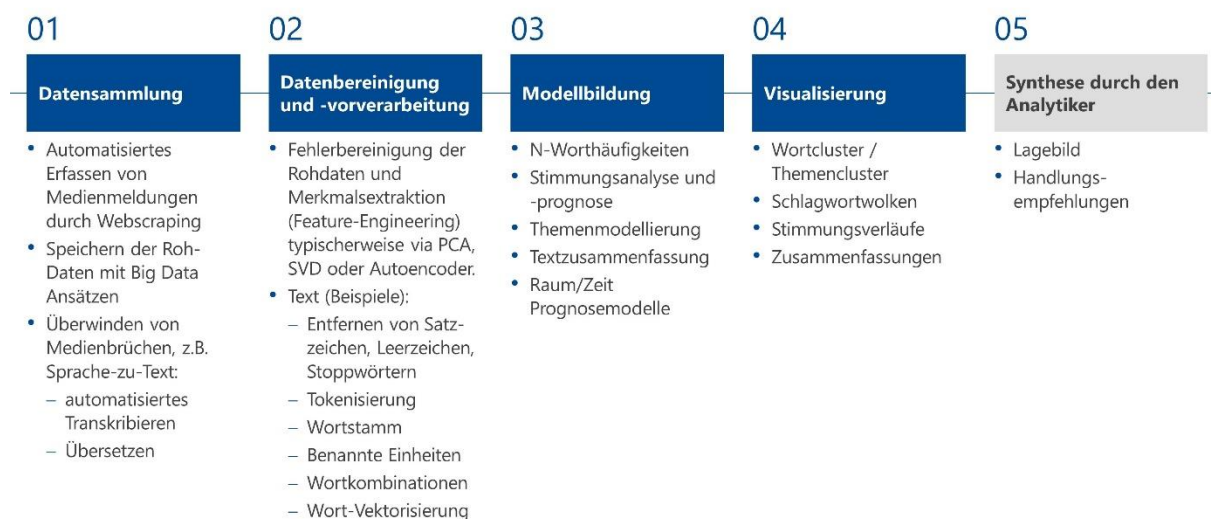 01
Datensammlung
• Automatisiertes
Erfassen von
Medienmeldungen
durch Webscraping
• Speichern der Roh-
Daten mit Big Data
Ansätzen
• Überwinden von
Medienbrüchen, z.B.
Sprache-zu-Text:
– automatisiertes
Transkribieren
– Übersetzen
02
Datenbereinigung
und -vorverarbeitung
• Fehlerbereinigung der
Rohdaten und
Merkmalsextraktion
(Feature-Engineering)
typischerweise via PCA,
SVD oder Autoencoder.
• Text (Beispiele):
– Entfernen von Satz-
zeichen, Leerzeichen,
Stoppwörtern
– Tokenisierung
– Wortstamm
– Benannte Einheiten
– Wortkombinationen
– Wort-Vektorisierung
03
Modellbildung
• N-Worthäufigkeiten
• Stimmungsanalyse und
-prognose
• Themenmodellierung
• Textzusammenfassung
• Raum/Zeit
Prognosemodelle
04
Visualisierung
• Wortcluster /
Themencluster
• Schlagwortwolken
• Stimmungsverläufe
• Zusammenfassungen
05
Synthese durch den
Analytiker
• Lagebild
• Handlungs-
empfehlungen